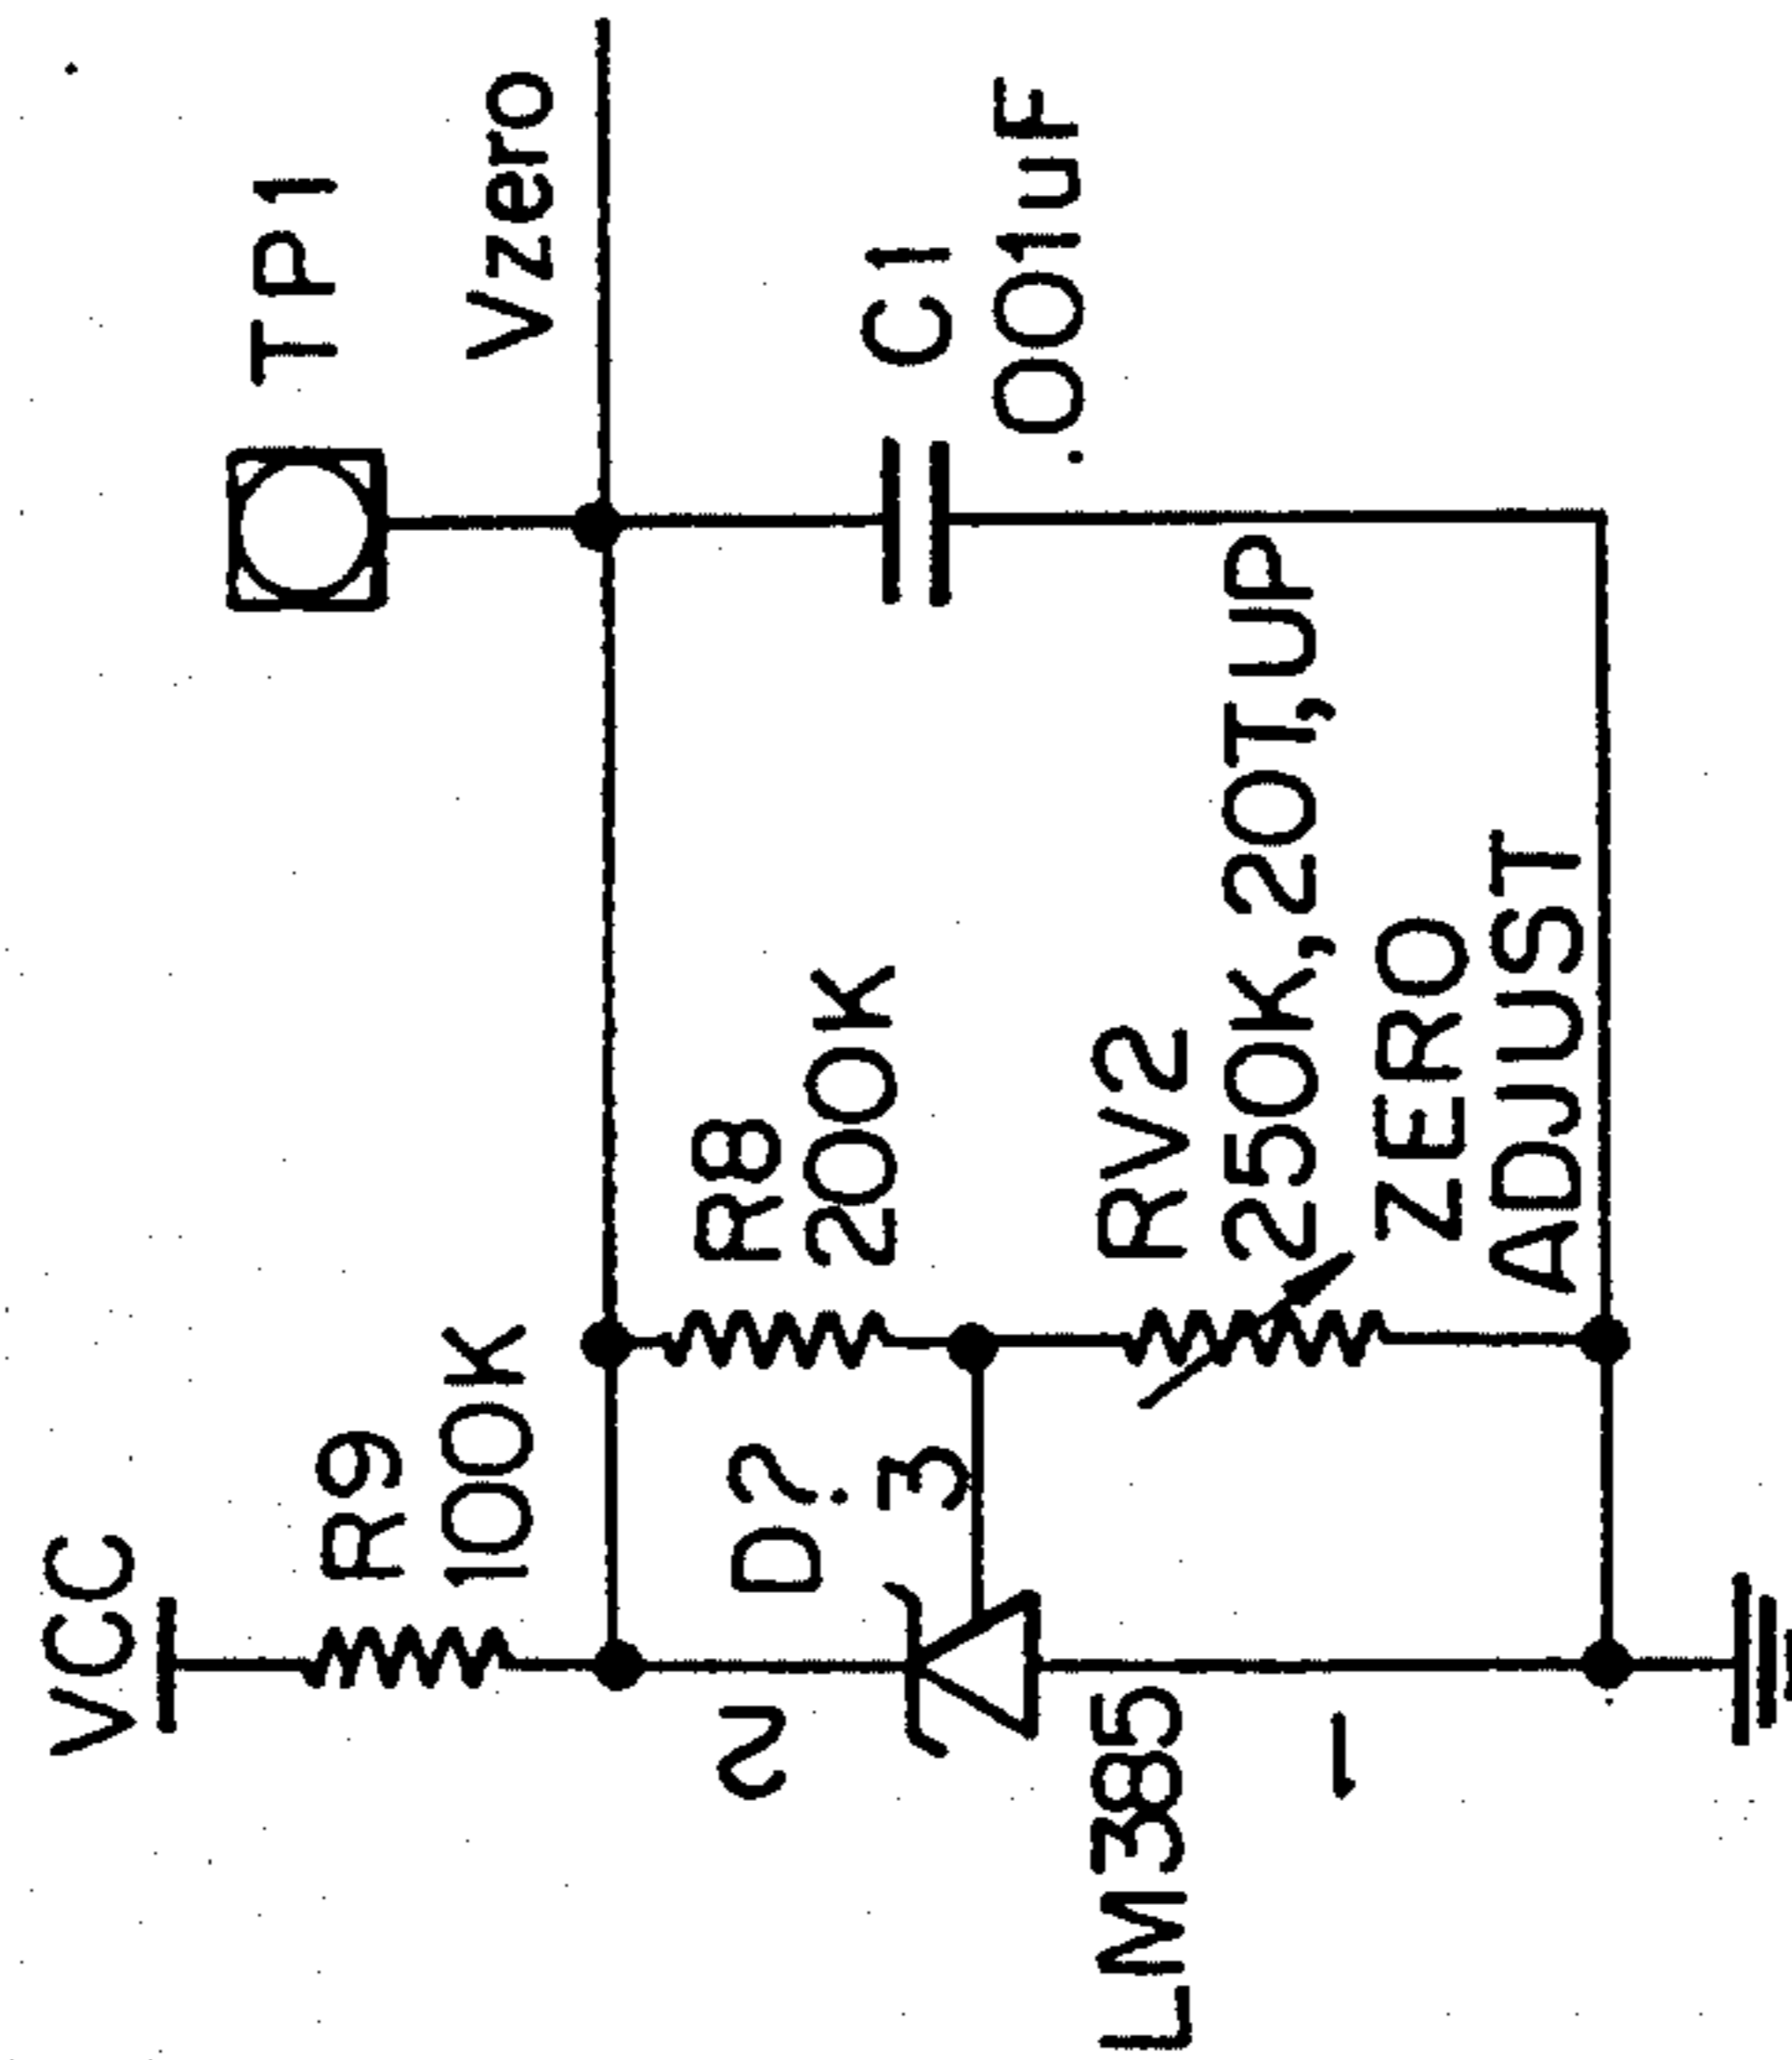 VCC
R9
100K
TP1
Vzero
2
D?
3
LM385
1
R8
200K
RV2
250K,20T,UP
ZERO
ADJUST
C1
.001uF